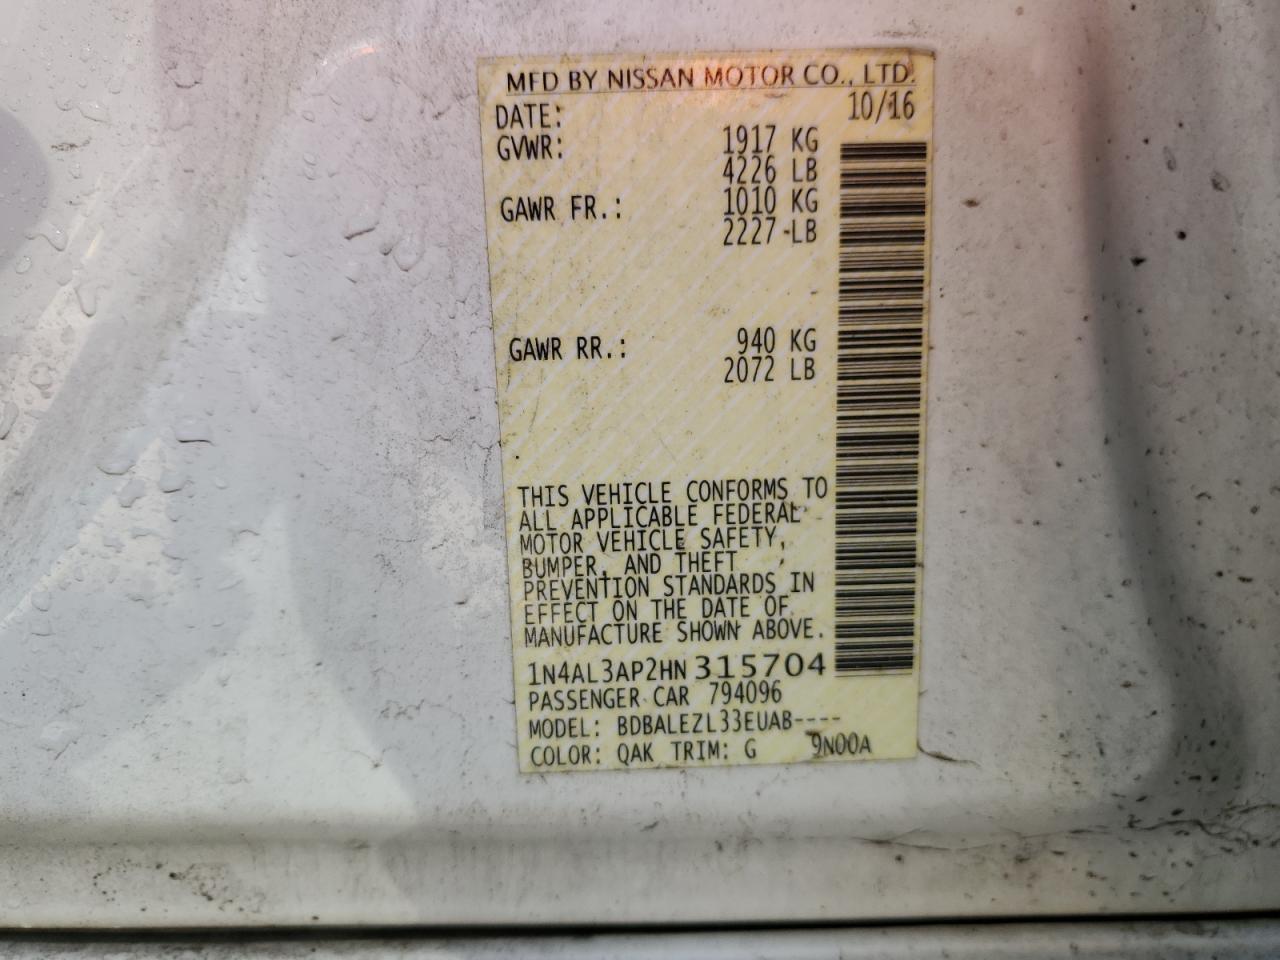 MFD BY NISSAN MOTOR CO., LTD.
DATE: 10/16
GVWR: 1917 KG
4226 LB
GAWR FR.: 1010 KG
2227 LB
GAWR RR.: 940 KG
2072 LB
THIS VEHICLE CONFORMS TO
ALL APPLICABLE FEDERAL
MOTOR VEHICLE SAFETY,
BUMPER, AND THEFT
PREVENTION STANDARDS IN
EFFECT ON THE DATE OF
MANUFACTURE SHOWN ABOVE.
1N4AL3AP2HN315704
PASSENGER CAR 794096
MODEL: BDBALEZL33EUAB----
COLOR: QAK TRIM: G 9N00A